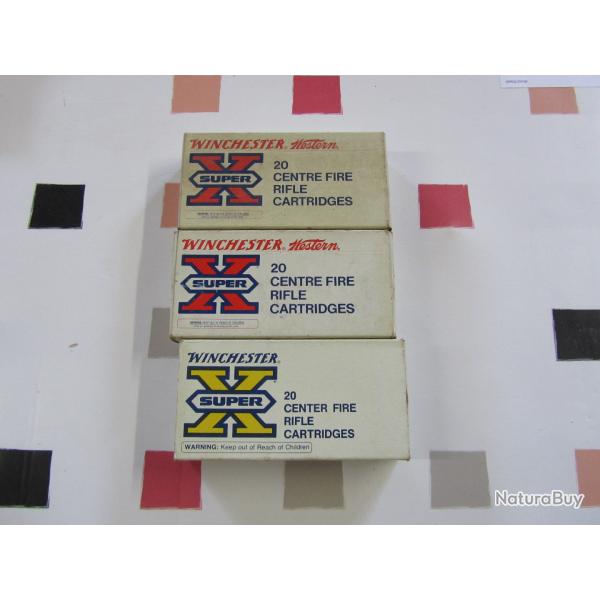 WINCHESTER® Western®
X
SUPER
20
CENTRE FIRE
RIFLE
CARTRIDGES
WINCHESTER® Western®
X
SUPER
20
CENTRE FIRE
RIFLE
CARTRIDGES
WINCHESTER®
X
SUPER
WARNING: Keep out of Reach of Children
20
CENTER FIRE
RIFLE
CARTRIDGES
NaturaBuy